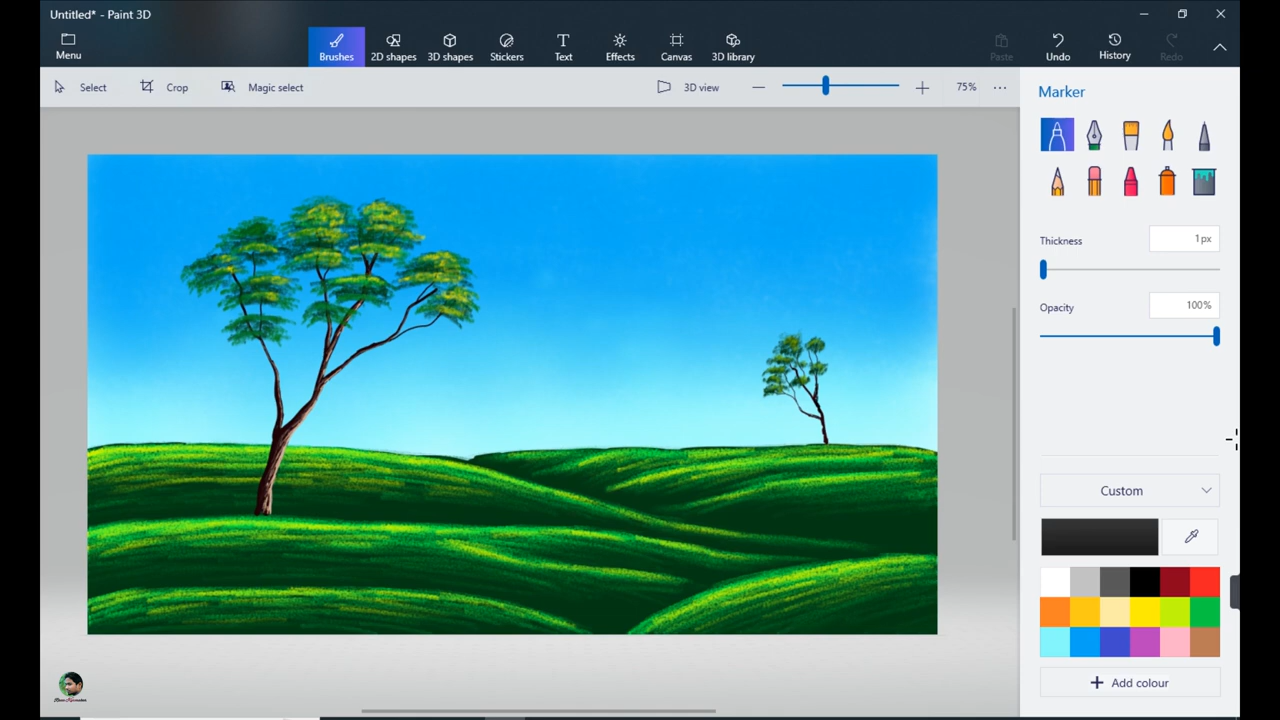 Untitled* - Paint 3D
Menu
Brushes
2D shapes
3D shapes
Stickers
Text
Effects
Canvas
3D library
Paste
Undo
History
Redo
Select
Crop
Magic select
3D view
75%
Marker
Thickness
1px
Opacity
100%
Custom
Add colour